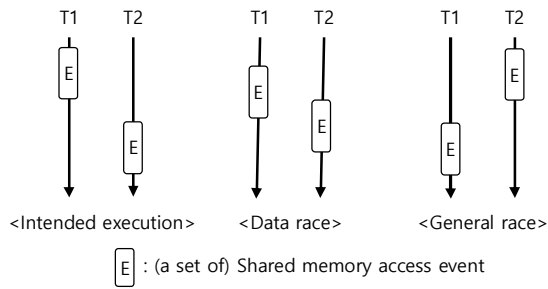 T1 T2 T1 T2 T1 T2
E E E E E E
<Intended execution> <Data race> <General race>
E : (a set of) Shared memory access event